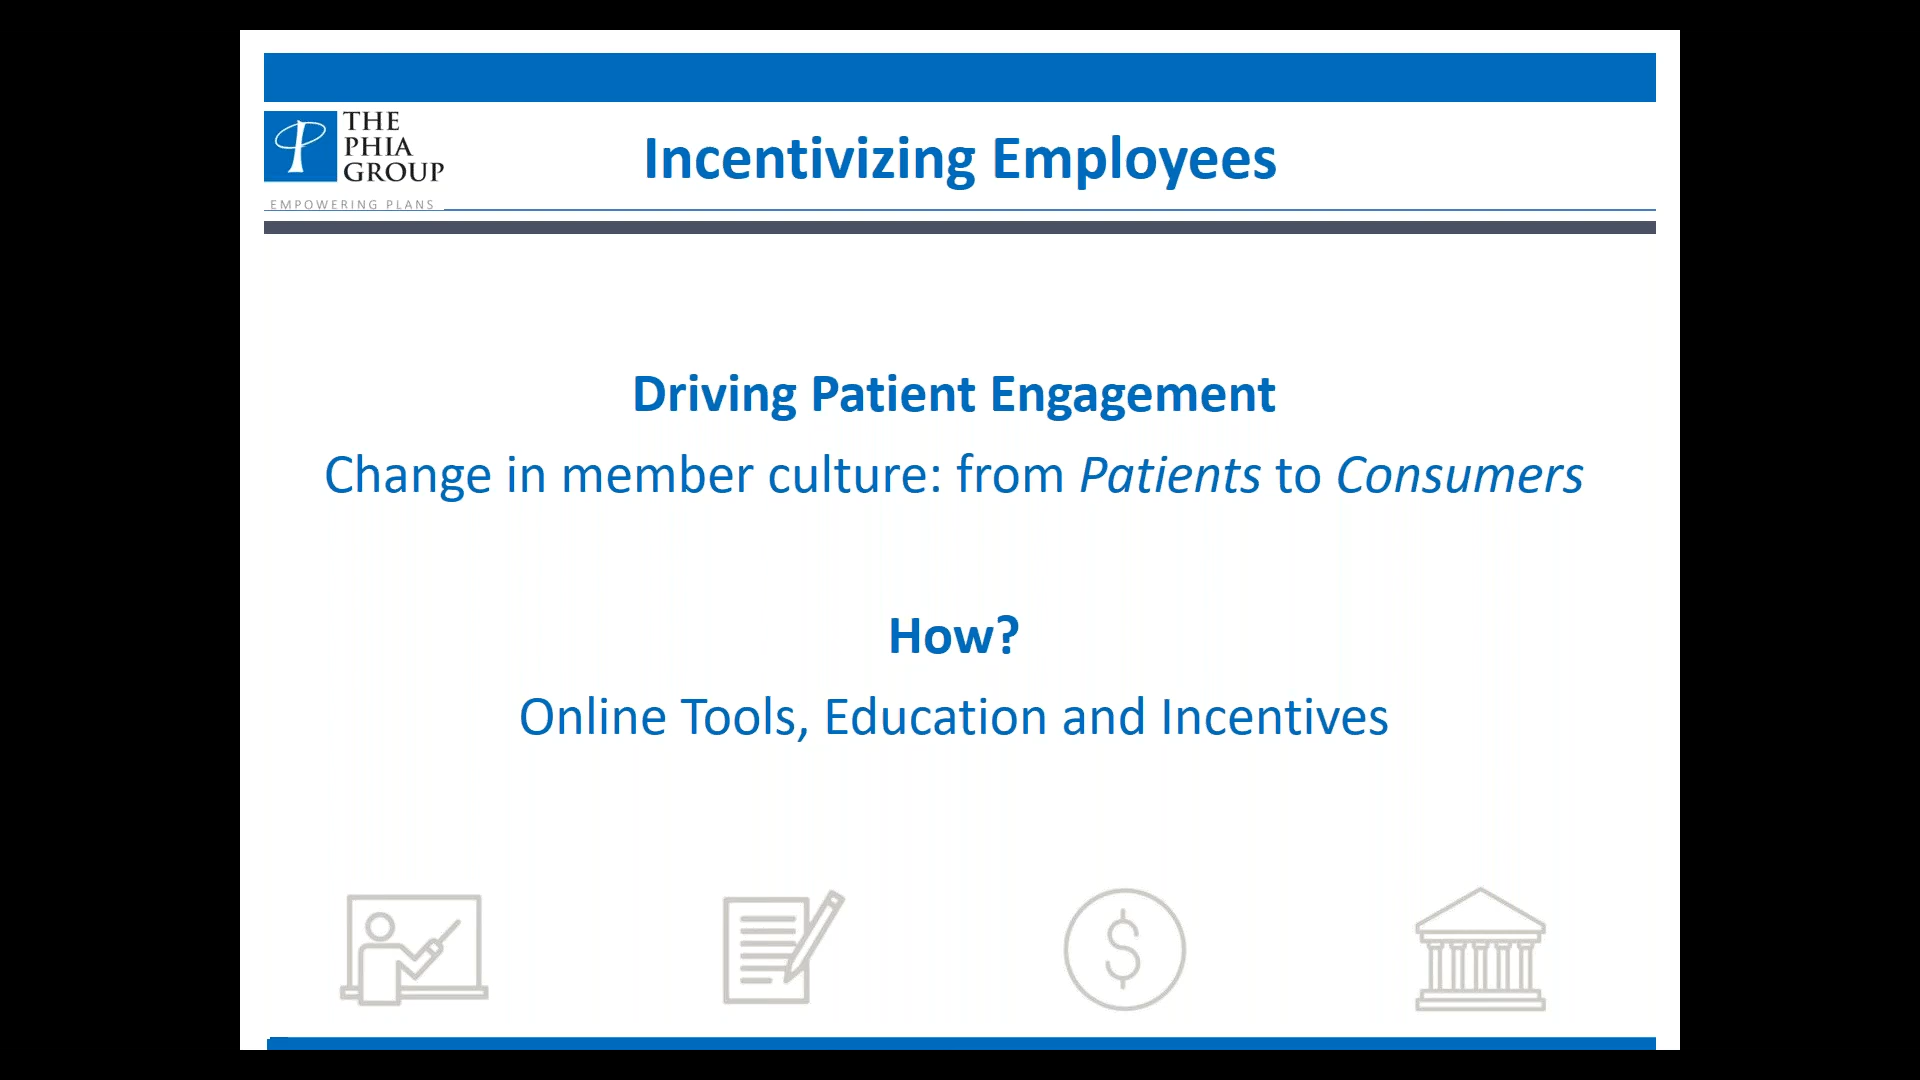 THE
PHIA
GROUP
EMPOWERING PLANS
Incentivizing Employees
Driving Patient Engagement
Change in member culture: from Patients to Consumers
How?
Online Tools, Education and Incentives
$